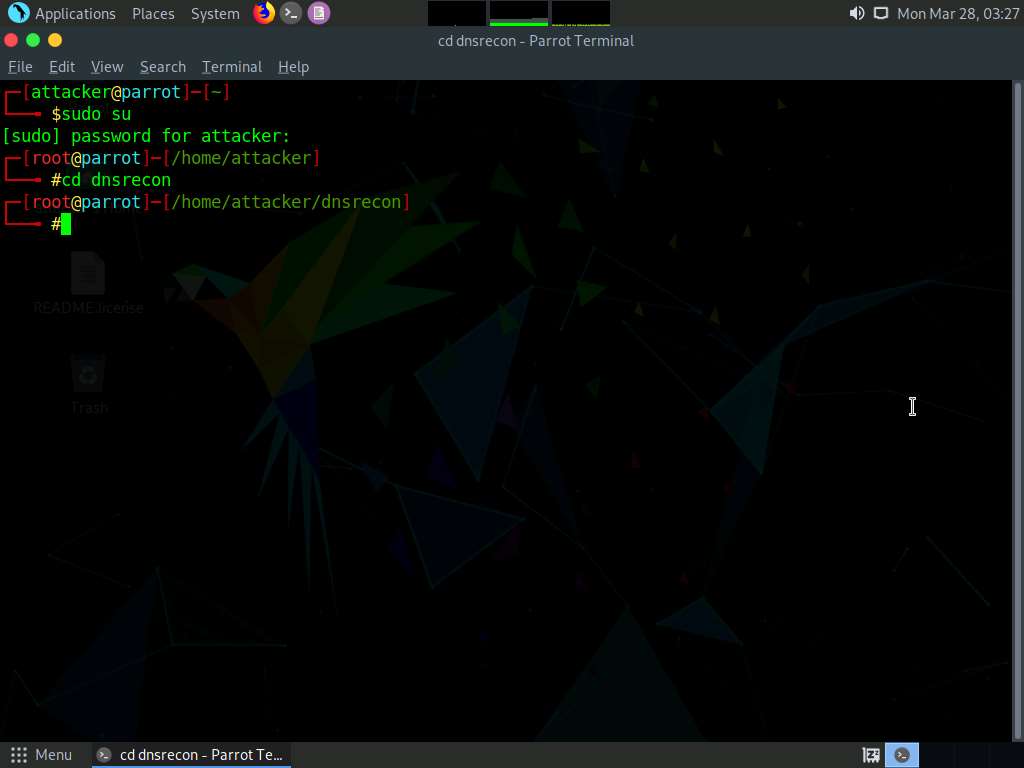 Applications Places System Mon Mar 28, 03:27
cd dnsrecon - Parrot Terminal
File Edit View Search Terminal Help
[attacker@parrot]─[~]
$sudo su
[sudo] password for attacker:
[root@parrot]─[/home/attacker]
#cd dnsrecon
[root@parrot]─[/home/attacker/dnsrecon]
#
README.license
Trash
Menu cd dnsrecon - Parrot Te...